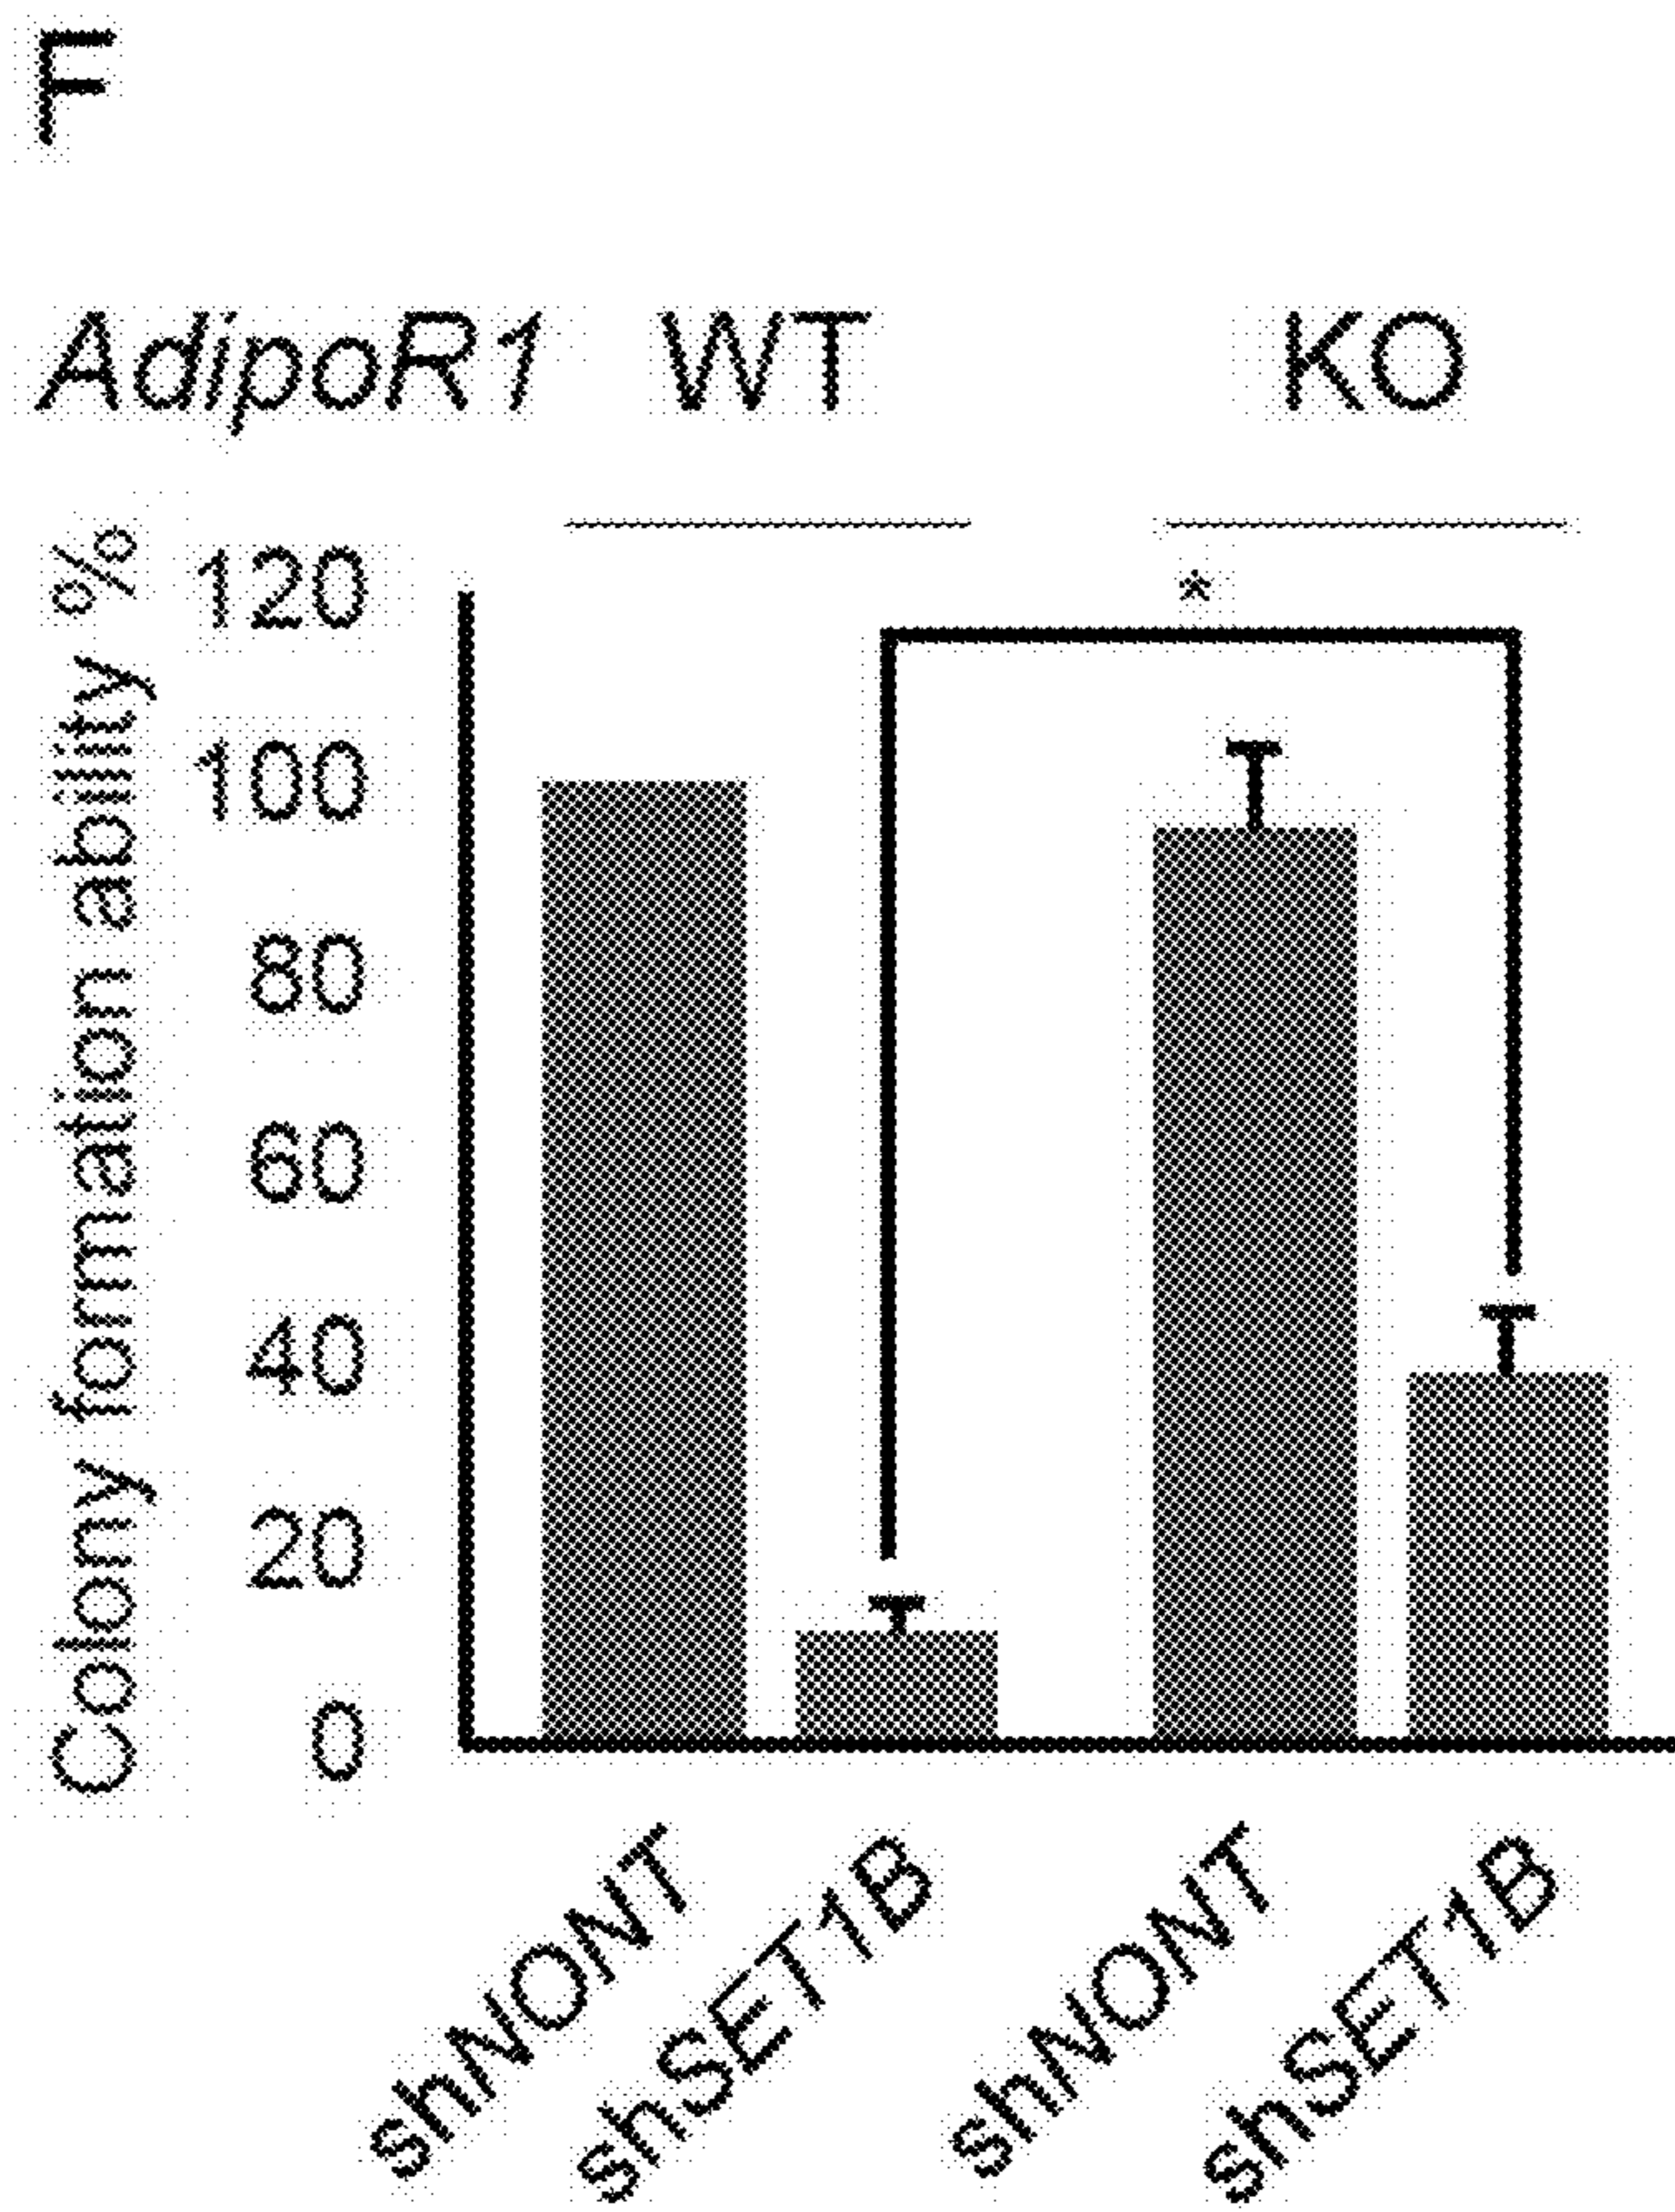 F
AdipoR1 WT KO
Colony formation ability %
120
*
100
80
60
40
20
0
shNONT
shSET1B
shNONT
shSET1B